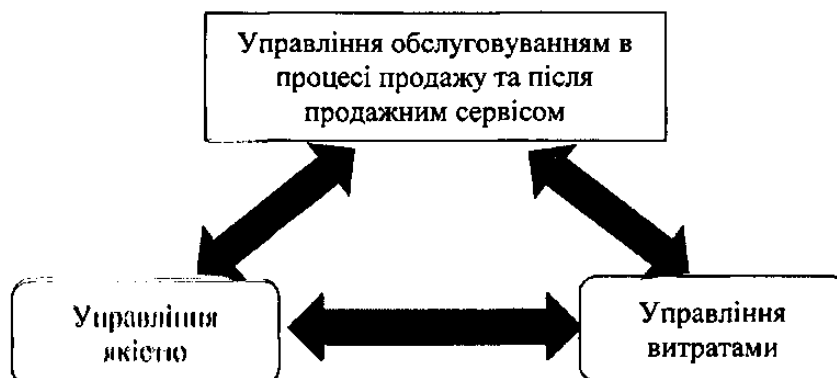 Управління обслуговуванням в
процесі продажу та після
продажним сервісом
Управління
якістю
Управління
витратами